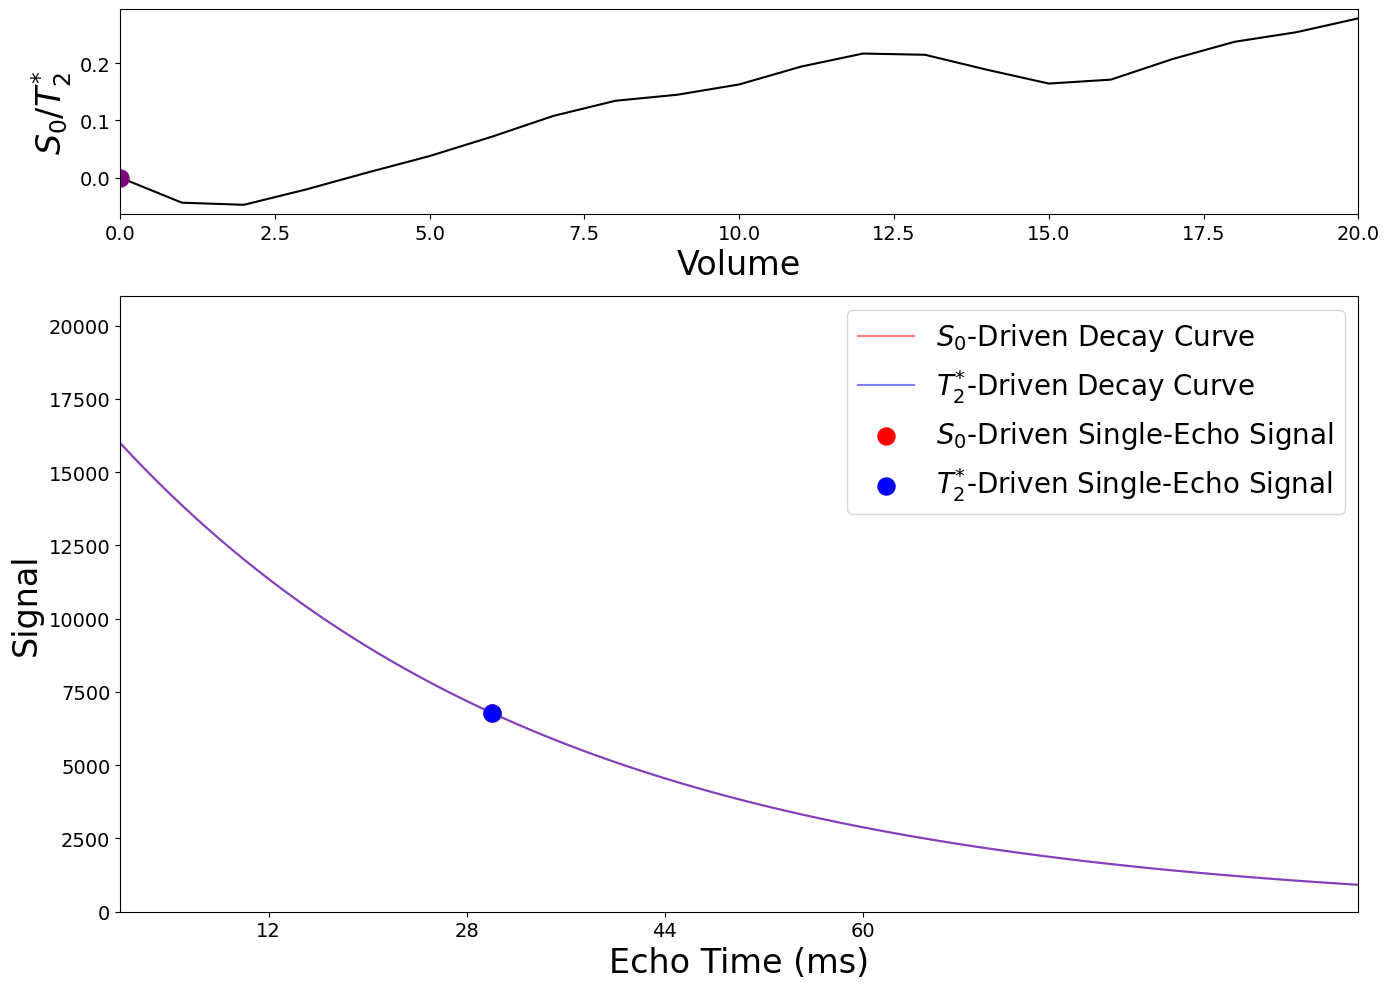 S₀/T₂*
0.2
0.1
0.0
0.0 2.5 5.0 7.5 10.0 12.5 15.0 17.5 20.0
Volume
Signal
20000
17500
15000
12500
10000
7500
5000
2500
0
S₀-Driven Decay Curve
T₂*-Driven Decay Curve
S₀-Driven Single-Echo Signal
T₂*-Driven Single-Echo Signal
12 28 44 60
Echo Time (ms)